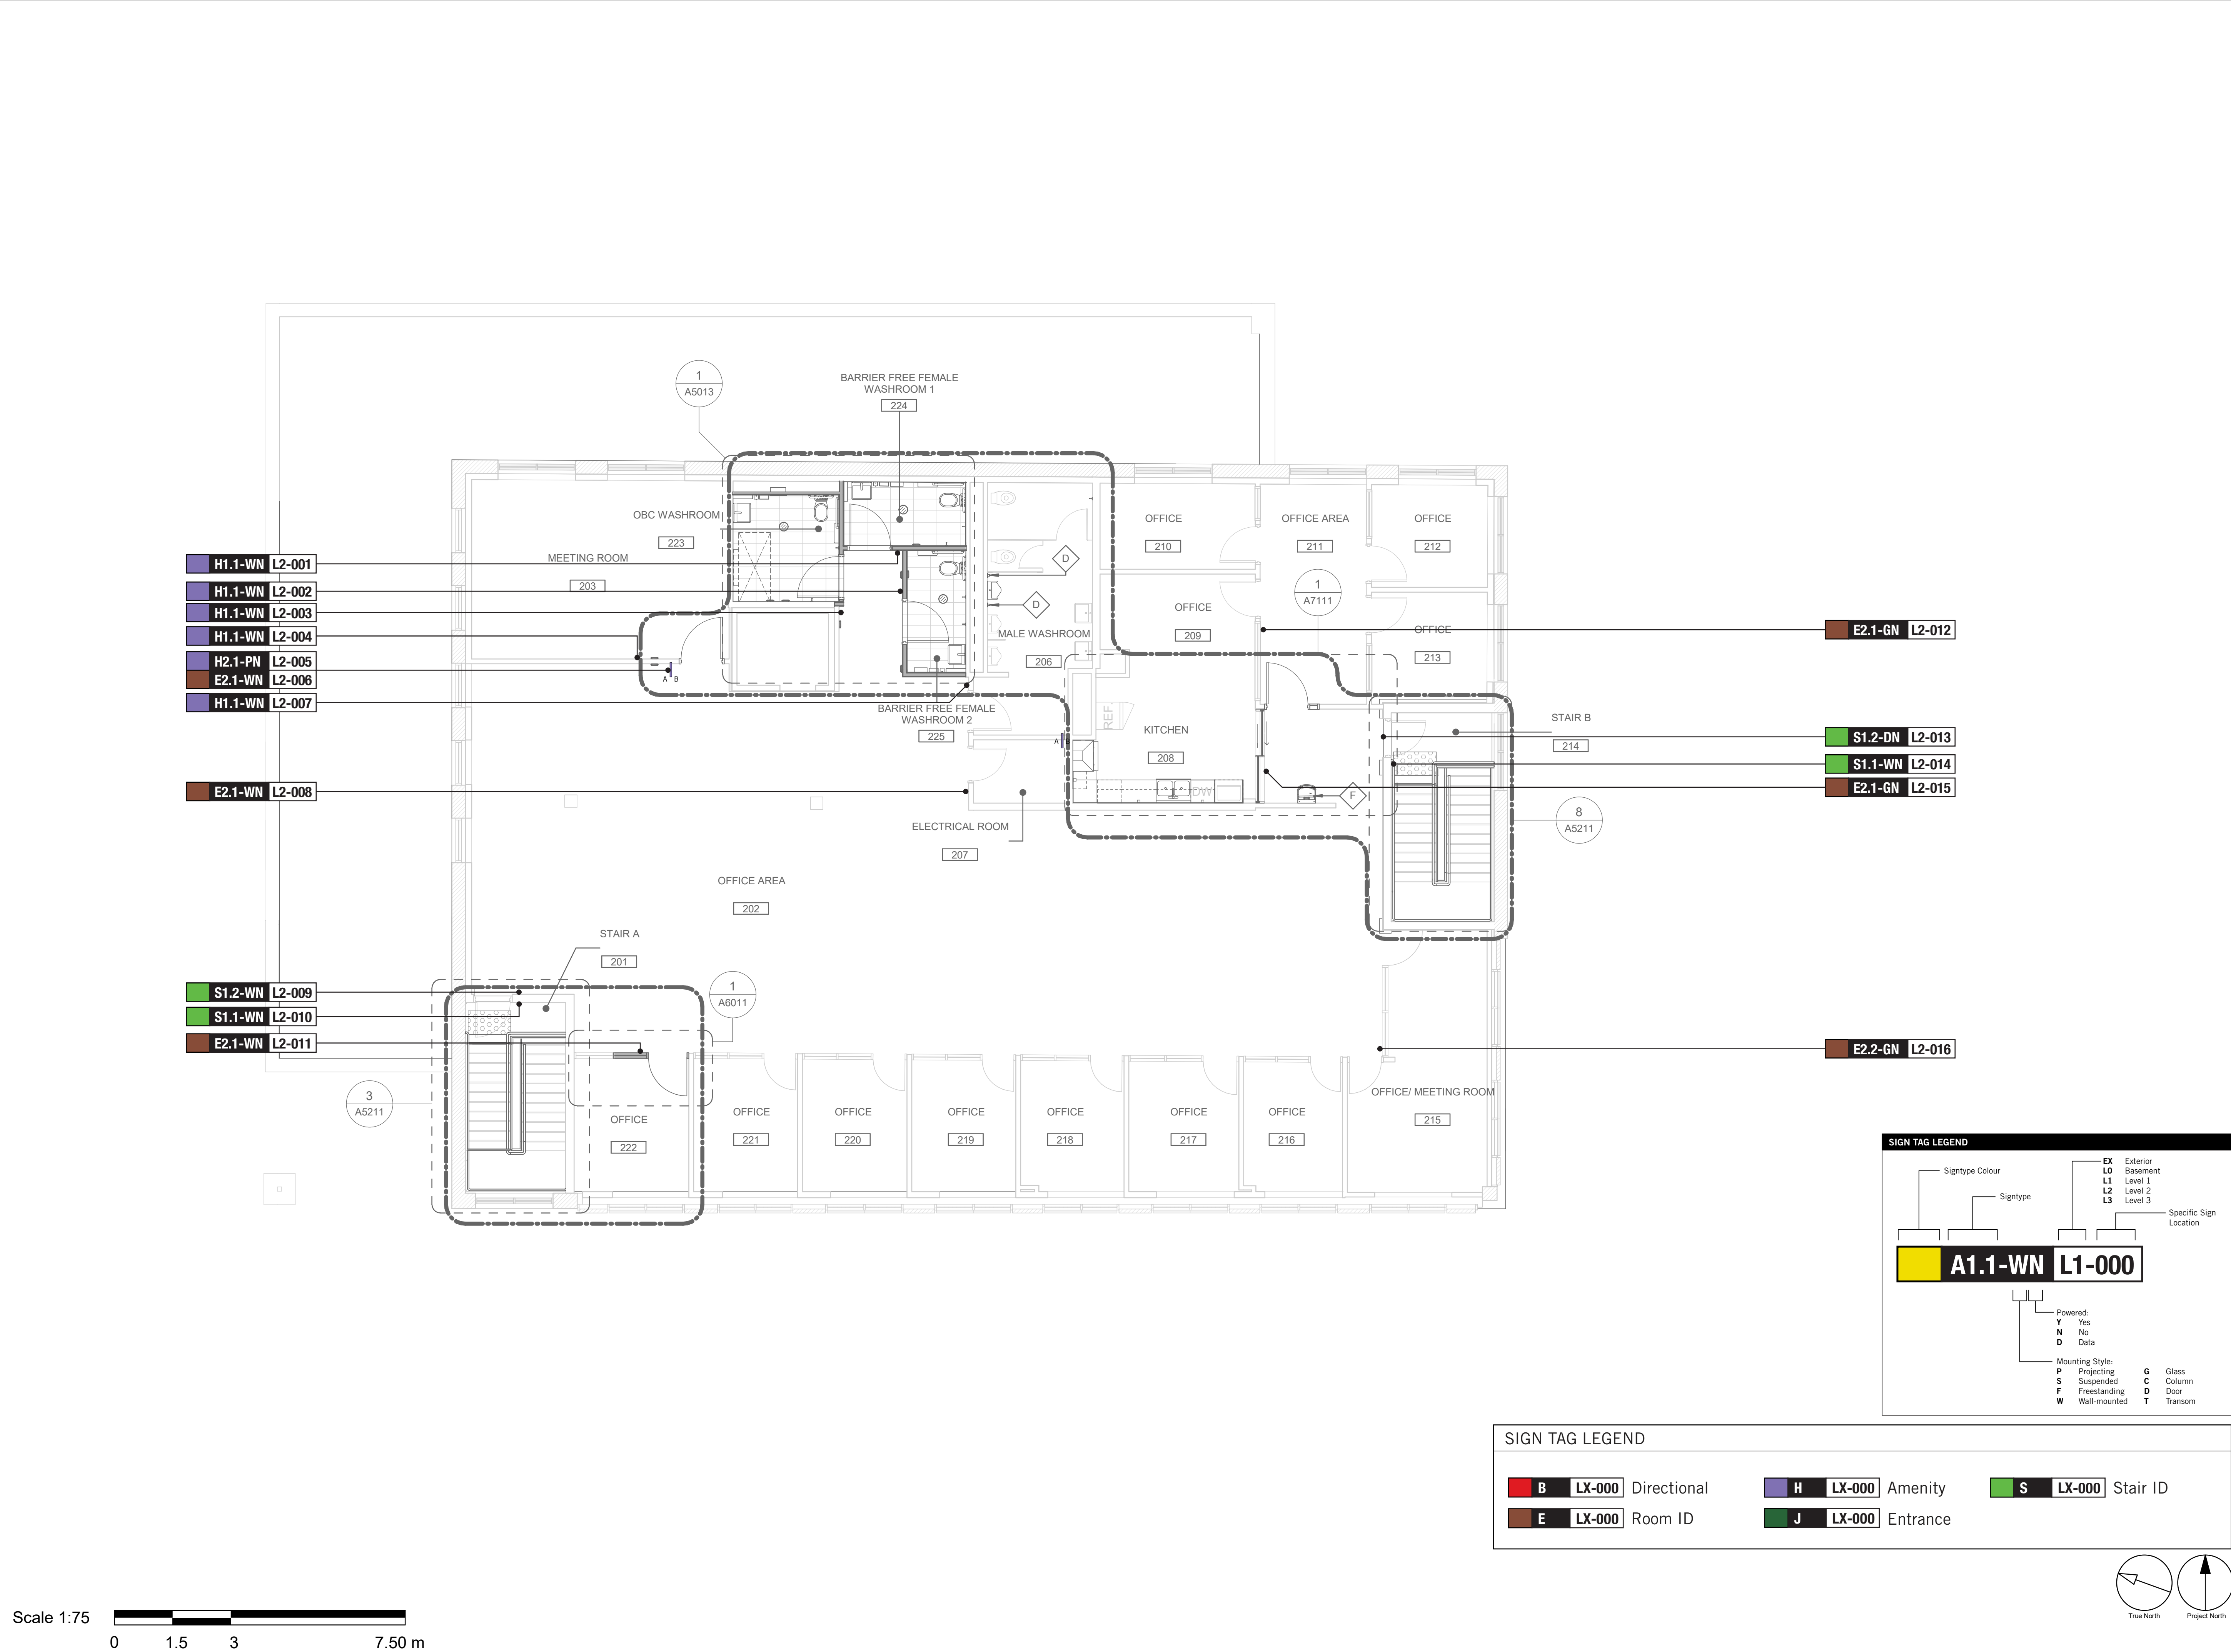 1
A5013
BARRIER FREE FEMALE
WASHROOM 1
224
OBC WASHROOM
223
MEETING ROOM
203
OFFICE
210
OFFICE AREA
211
OFFICE
212
D
D
1
A7111
OFFICE
209
OFFICE
213
MALE WASHROOM
206
H1.1-WN L2-001
H1.1-WN L2-002
H1.1-WN L2-003
H1.1-WN L2-004
H2.1-PN L2-005
E2.1-WN L2-006
H1.1-WN L2-007
E2.1-WN L2-008
S1.2-WN L2-009
S1.1-WN L2-010
E2.1-WN L2-011
A B
BARRIER FREE FEMALE
WASHROOM 2
225
A B
REF
KITCHEN
208
DW
F
STAIR B
214
E2.1-GN L2-012
S1.2-DN L2-013
S1.1-WN L2-014
E2.1-GN L2-015
E2.2-GN L2-016
8
A5211
ELECTRICAL ROOM
207
OFFICE AREA
202
STAIR A
201
1
A6011
3
A5211
OFFICE
222
OFFICE
221
OFFICE
220
OFFICE
219
OFFICE
218
OFFICE
217
OFFICE
216
OFFICE/ MEETING ROOM
215
SIGN TAG LEGEND
Signtype Colour
Signtype
EX Exterior
L0 Basement
L1 Level 1
L2 Level 2
L3 Level 3
Specific Sign
Location
A1.1-WN L1-000
Powered:
Y Yes
N No
D Data
Mounting Style:
P Projecting G Glass
S Suspended C Column
F Freestanding D Door
W Wall-mounted T Transom
SIGN TAG LEGEND
B LX-000 Directional
H LX-000 Amenity
S LX-000 Stair ID
E LX-000 Room ID
J LX-000 Entrance
True North
Project North
Scale 1:75
0 1.5 3 7.50 m